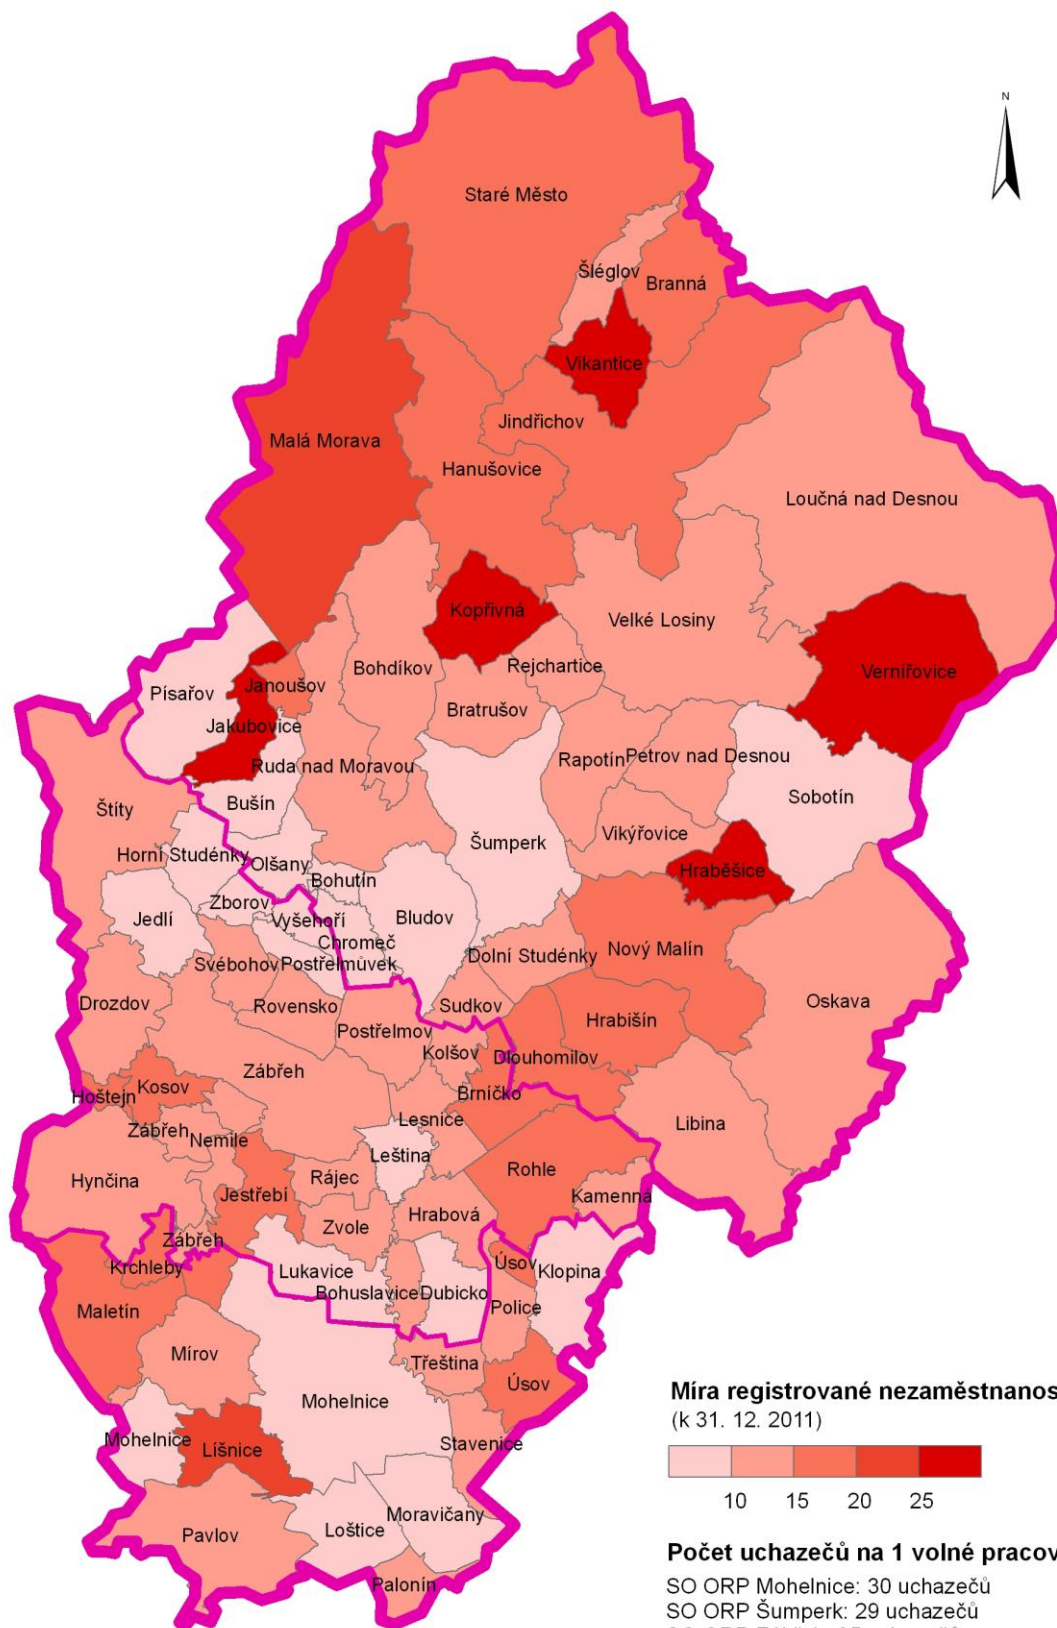 N
Staré Město
Šléglov
Branná
Vikantice
Jindřichov
Malá Morava
Hanušovice
Loučná nad Desnou
Kopřivná
Velké Losiny
Rejchartice
Bohdíkov
Vernířovice
Janoušov
Písařov
Bratrušov
Jakubovice
Rapotín
Petrov nad Desnou
Ruda nad Moravou
Sobotín
Bušín
Štíty
Vikýřovice
Šumperk
Horní Studénky
Olšany
Hraběšice
Bohutín
Zborov
Jedlí
Vyšehoří
Bludov
Chromeč
Nový Malín
Dolní Studénky
Postřelmůvek
Svébohov
Oskava
Drozdov
Rovensko
Sudkov
Hrabišín
Postřelmov
Kolšov
Dlouhomilov
Zábřeh
Kosov
Hoštejn
Brníčko
Lesnice
Libina
Zábřeh
Nemile
Leština
Rohle
Rájec
Hynčina
Jestřebí
Kamenná
Hrabová
Zvole
Zábřeh
Úsov
Krchleby
Lukavice
Klopina
Bohuslavice
Dubicko
Maletín
Police
Mírov
Třeština
Úsov
Mohelnice
Mohelnice
Líšnice
Stavenice
Moravičany
Loštice
Pavlov
Palonín
Míra registrované nezaměstnanos
(k 31. 12. 2011)
10 15 20 25
Počet uchazečů na 1 volné pracov
SO ORP Mohelnice: 30 uchazečů
SO ORP Šumperk: 29 uchazečů